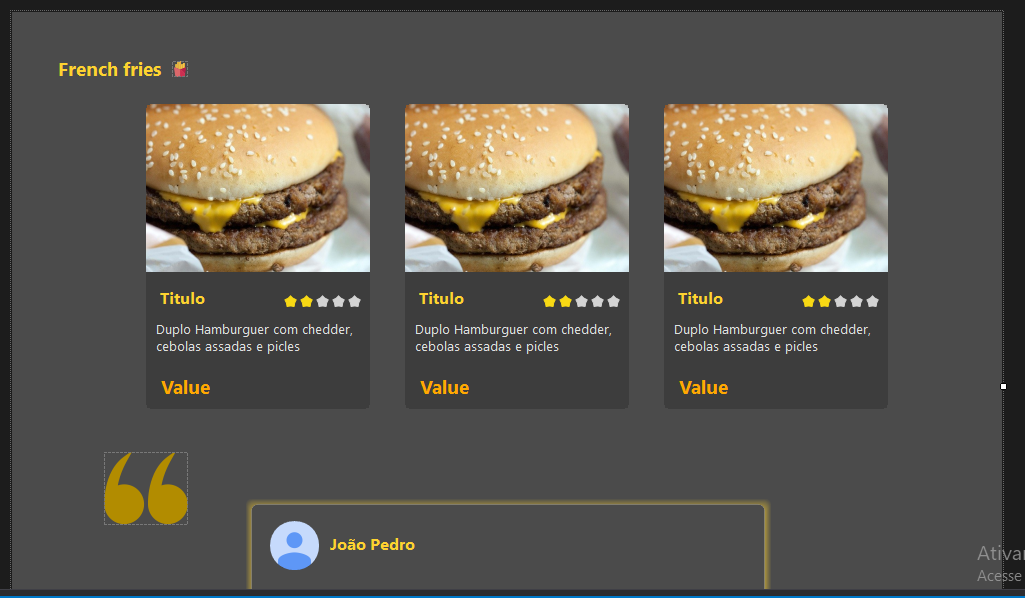 French fries
Titulo
Duplo Hamburguer com chedder,
cebolas assadas e picles
Value
Titulo
Duplo Hamburguer com chedder,
cebolas assadas e picles
Value
Titulo
Duplo Hamburguer com chedder,
cebolas assadas e picles
Value
“
João Pedro
Ativar
Acesse